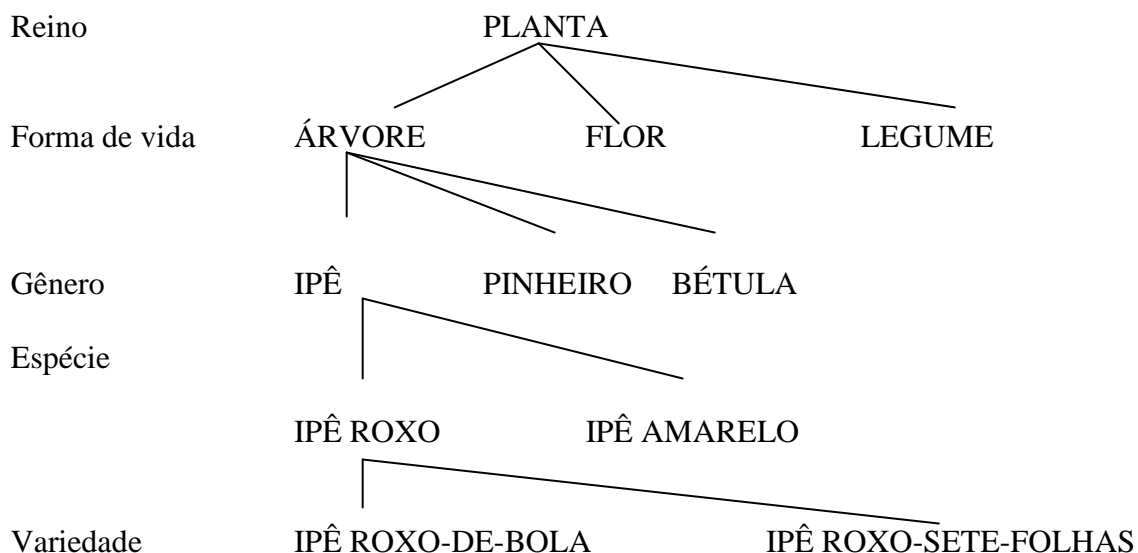 Reino PLANTA
Forma de vida ÁRVORE FLOR LEGUME
Gênero IPÊ PINHEIRO BÉTULA
Espécie
IPÊ ROXO IPÊ AMARELO
Variedade IPÊ ROXO-DE-BOLA IPÊ ROXO-SETE-FOLHAS